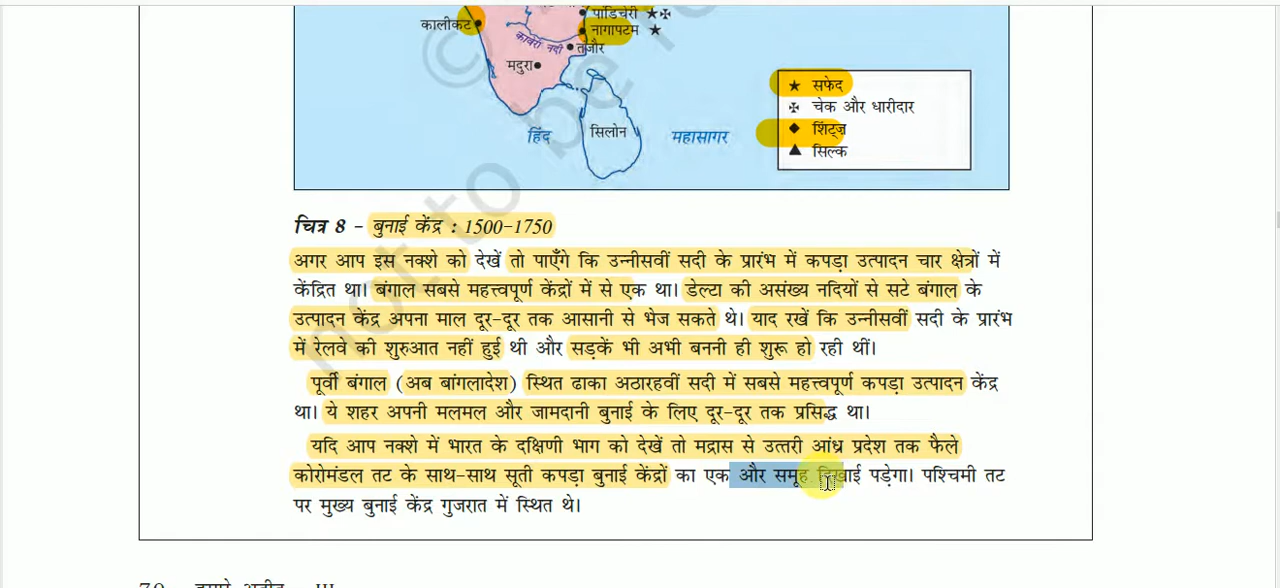 पांडिचेरी
कालीकट
नागापटम
कावेरी नदी
तंजौर
मदुरा
सफेद
चेक और धारीदार
हिंद
सिलोन
महासागर
शिंट्ज़
सिल्क
not to be
चित्र 8 – बुनाई केंद्र : 1500–1750
अगर आप इस नक्शे को देखें तो पाएँगे कि उन्नीसवीं सदी के प्रारंभ में कपड़ा उत्पादन चार क्षेत्रों में
केंद्रित था। बंगाल सबसे महत्त्वपूर्ण केंद्रों में से एक था। डेल्टा की असंख्य नदियों से सटे बंगाल के
उत्पादन केंद्र अपना माल दूर-दूर तक आसानी से भेज सकते थे। याद रखें कि उन्नीसवीं सदी के प्रारंभ
में रेलवे की शुरुआत नहीं हुई थी और सड़कें भी अभी बननी ही शुरू हो रही थीं।
पूर्वी बंगाल (अब बांगलादेश) स्थित ढाका अठारहवीं सदी में सबसे महत्त्वपूर्ण कपड़ा उत्पादन केंद्र
था। ये शहर अपनी मलमल और जामदानी बुनाई के लिए दूर-दूर तक प्रसिद्ध था।
यदि आप नक्शे में भारत के दक्षिणी भाग को देखें तो मद्रास से उत्तरी आंध्र प्रदेश तक फैले
कोरोमंडल तट के साथ-साथ सूती कपड़ा बुनाई केंद्रों का एक और समूह दिखाई पड़ेगा। पश्चिमी तट
पर मुख्य बुनाई केंद्र गुजरात में स्थित थे।